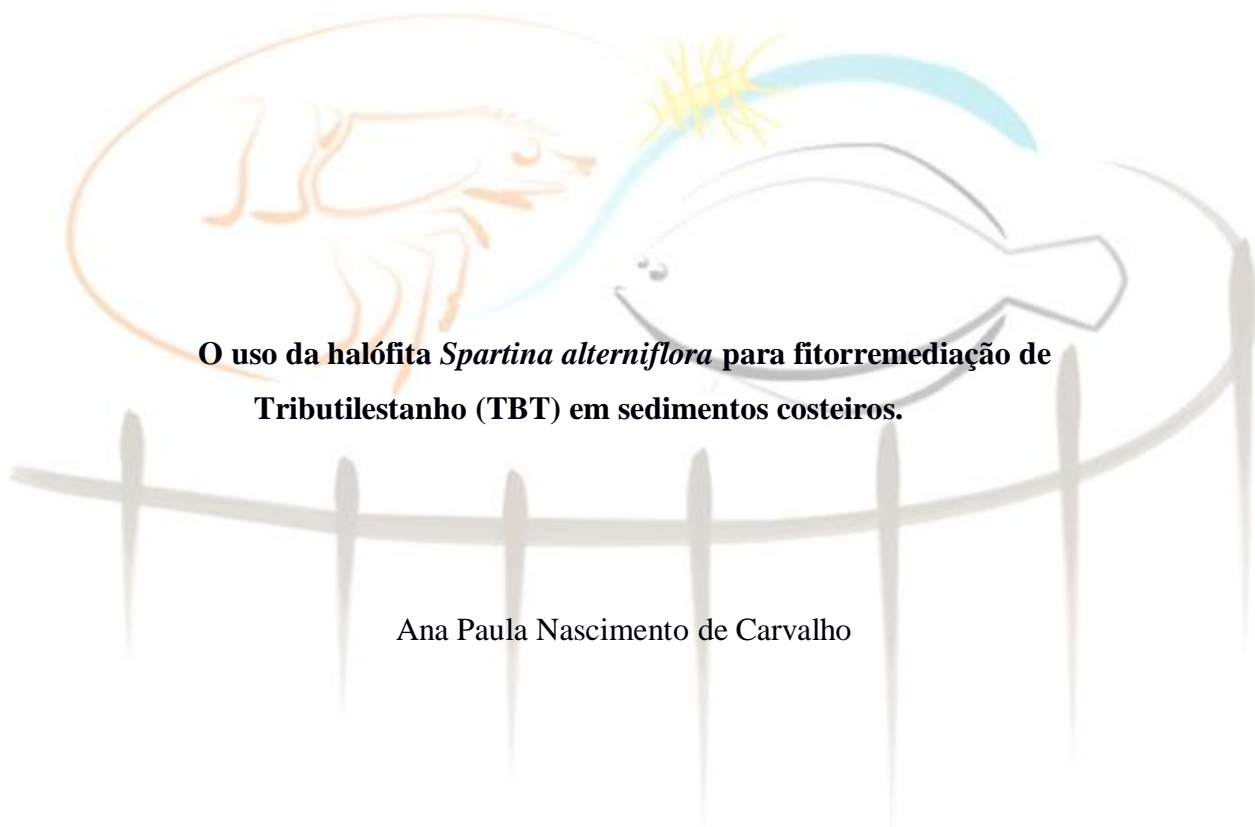 O uso da halófita Spartina alterniflora para fitorremediação de
Tributilestanho (TBT) em sedimentos costeiros.
Ana Paula Nascimento de Carvalho